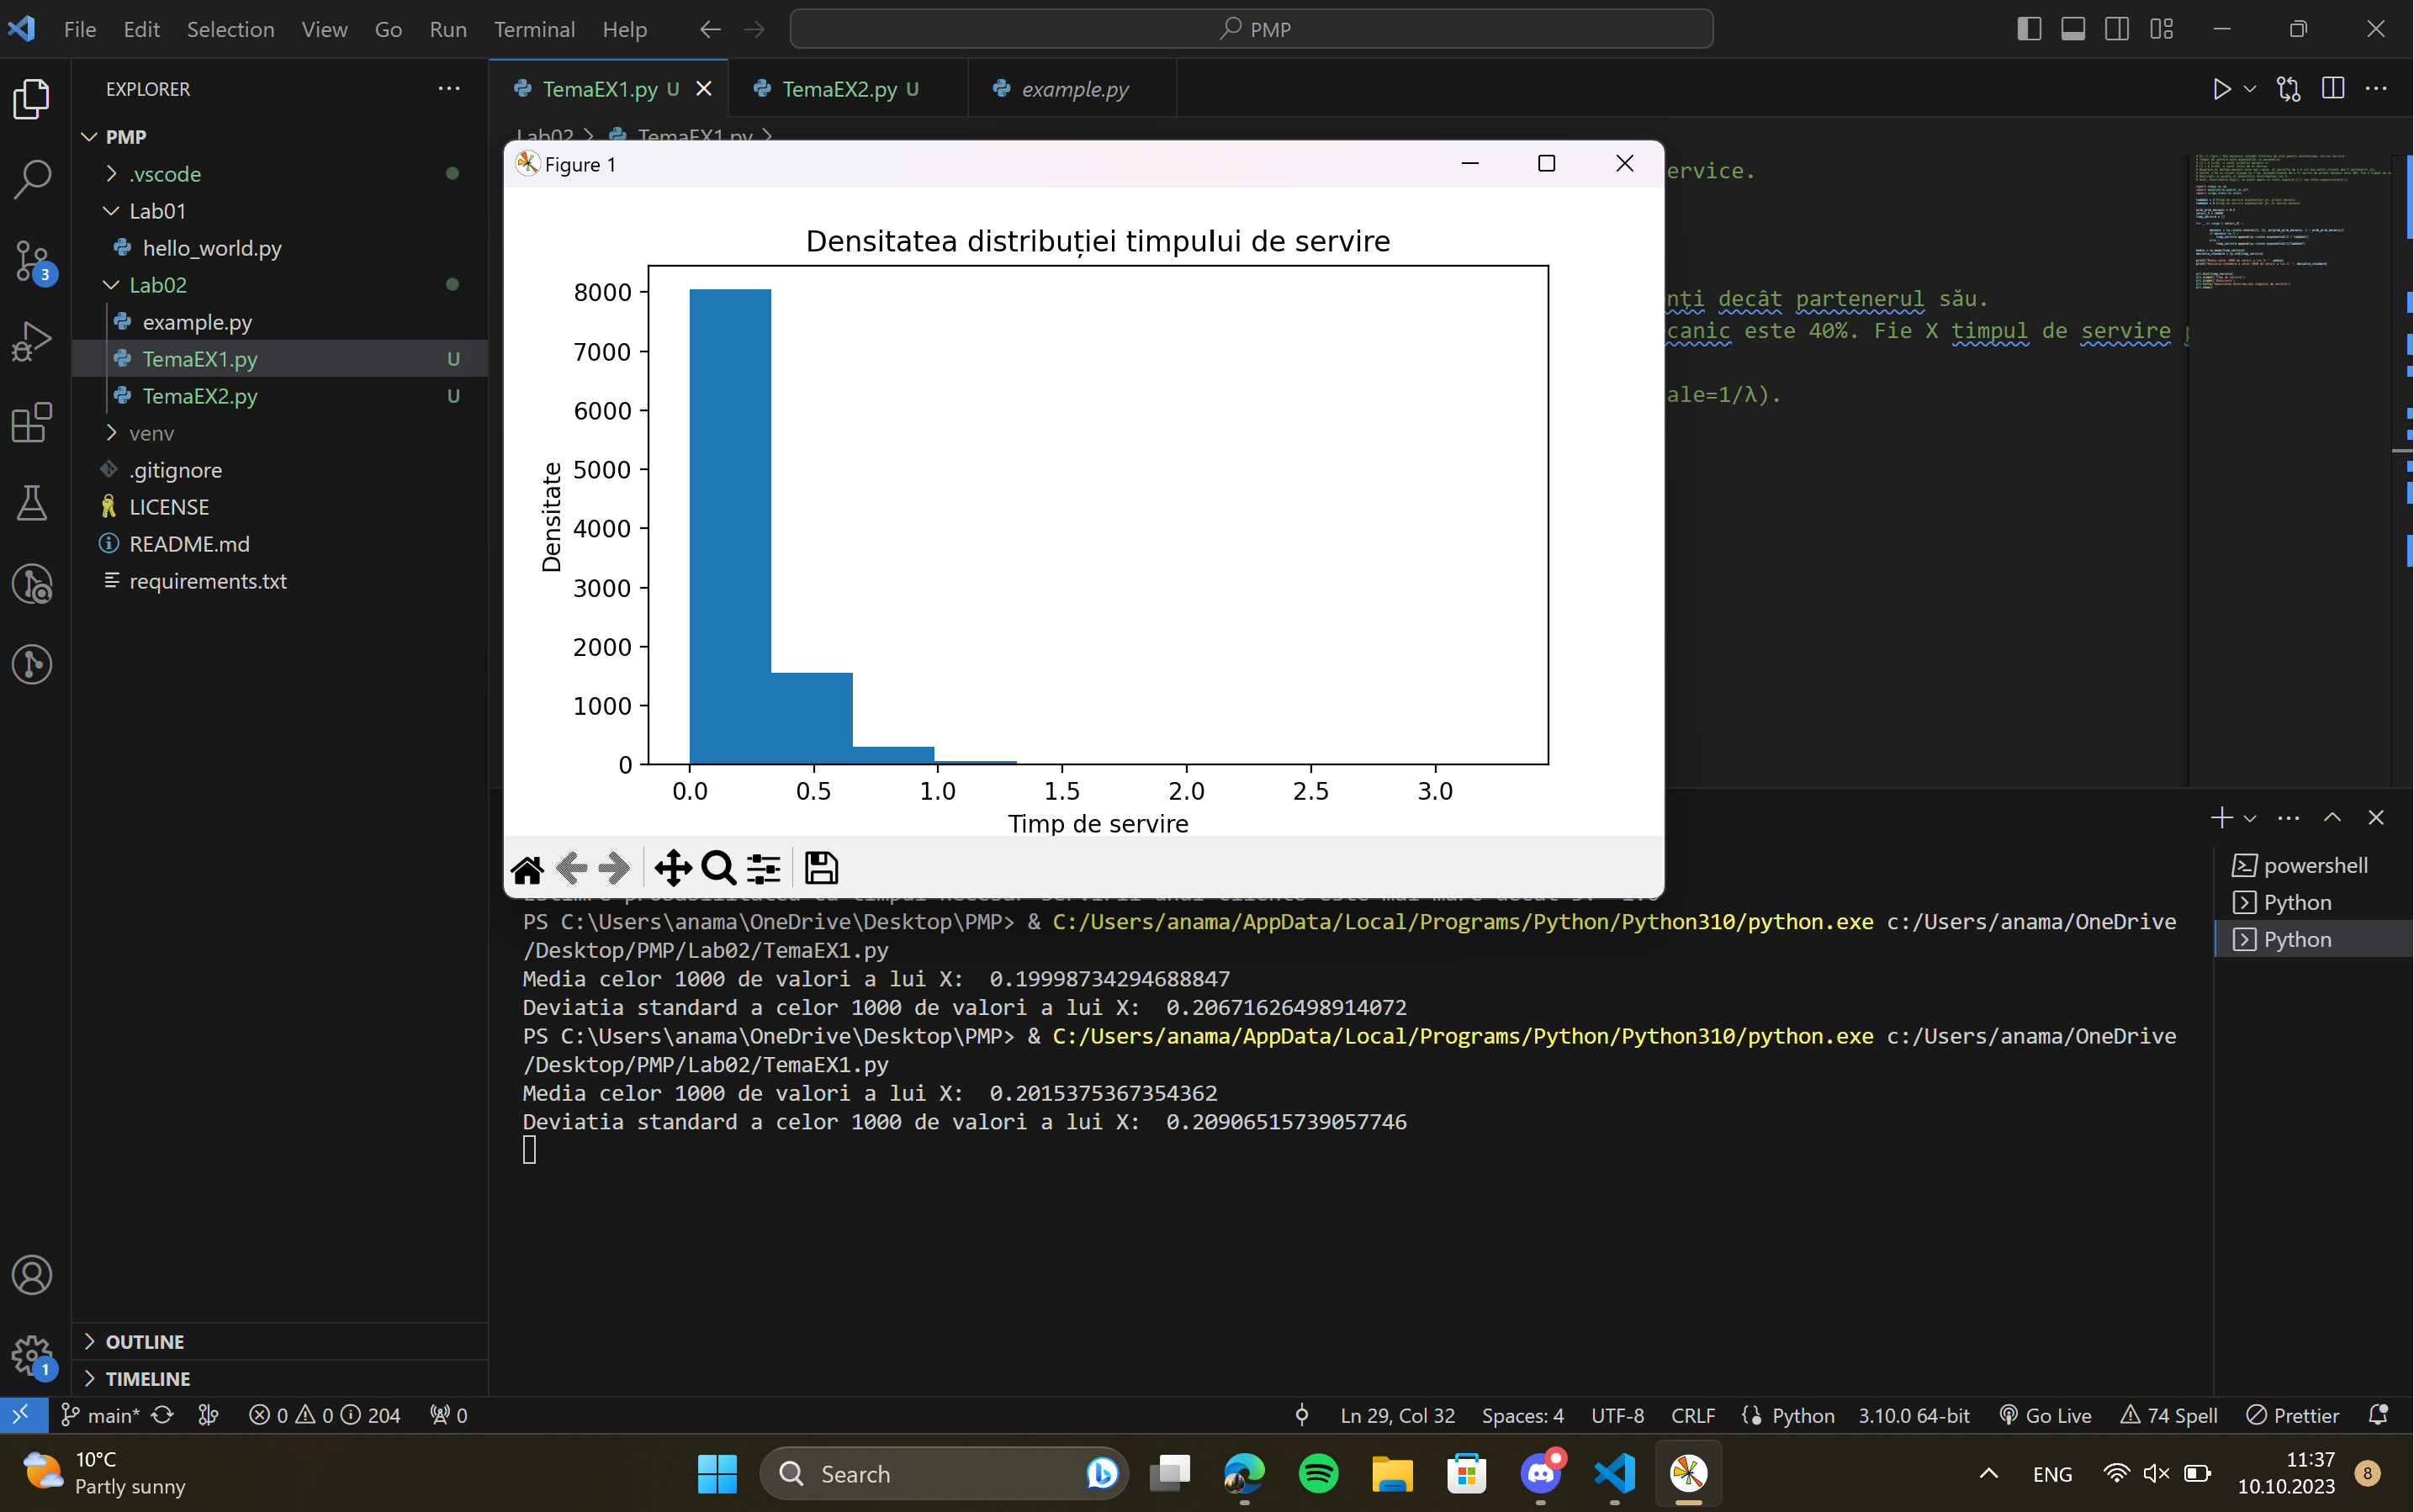 File Edit Selection View Go Run Terminal Help
PMP
EXPLORER
PMP
.vscode
Lab01
hello_world.py
Lab02
example.py
TemaEX1.py U
TemaEX2.py U
venv
.gitignore
LICENSE
README.md
requirements.txt
OUTLINE
TIMELINE
TemaEX1.py U TemaEX2.py U example.py
Lab02 > TemaEX1.py >
ervice.
nți decât partenerul său.
canic este 40%. Fie X timpul de servire
ale=1/λ).
Figure 1
Densitatea distribuției timpului de servire
8000
7000
6000
5000
4000
3000
2000
1000
0
Densitate
0.0 0.5 1.0 1.5 2.0 2.5 3.0
Timp de servire
PS C:\Users\anama\OneDrive\Desktop\PMP> & C:/Users/anama/AppData/Local/Programs/Python/Python310/python.exe c:/Users/anama/OneDrive
/Desktop/PMP/Lab02/TemaEX1.py
Media celor 1000 de valori a lui X:  0.19998734294688847
Deviatia standard a celor 1000 de valori a lui X:  0.20671626498914072
PS C:\Users\anama\OneDrive\Desktop\PMP> & C:/Users/anama/AppData/Local/Programs/Python/Python310/python.exe c:/Users/anama/OneDrive
/Desktop/PMP/Lab02/TemaEX1.py
Media celor 1000 de valori a lui X:  0.2015375367354362
Deviatia standard a celor 1000 de valori a lui X:  0.20906515739057746
powershell
Python
Python
3
1
main* 0 0 204 0
Ln 29, Col 32 Spaces: 4 UTF-8 CRLF Python 3.10.0 64-bit Go Live 74 Spell Prettier
10°C
Partly sunny
Search
ENG
11:37
10.10.2023
8